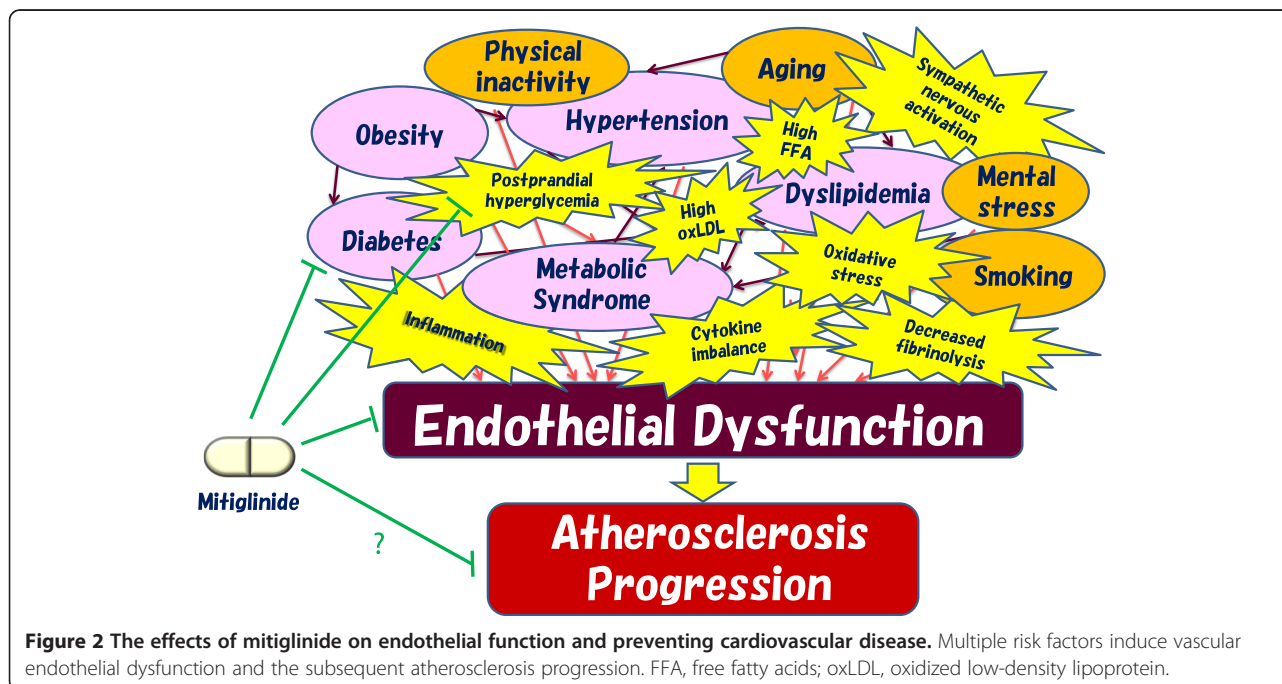 Physical
inactivity
Aging
Sympathetic
nervous
activation
Obesity
Hypertension
High
FFA
Postprandial
hyperglycemia
Dyslipidemia
Mental
stress
High
oxLDL
Diabetes
Oxidative
stress
Smoking
Metabolic
Syndrome
Inflammation
Cytokine
imbalance
Decreased
fibrinolysis
Endothelial Dysfunction
Mitiglinide
?
Atherosclerosis
Progression
Figure 2 The effects of mitiglinide on endothelial function and preventing cardiovascular disease. Multiple risk factors induce vascular
endothelial dysfunction and the subsequent atherosclerosis progression. FFA, free fatty acids; oxLDL, oxidized low-density lipoprotein.